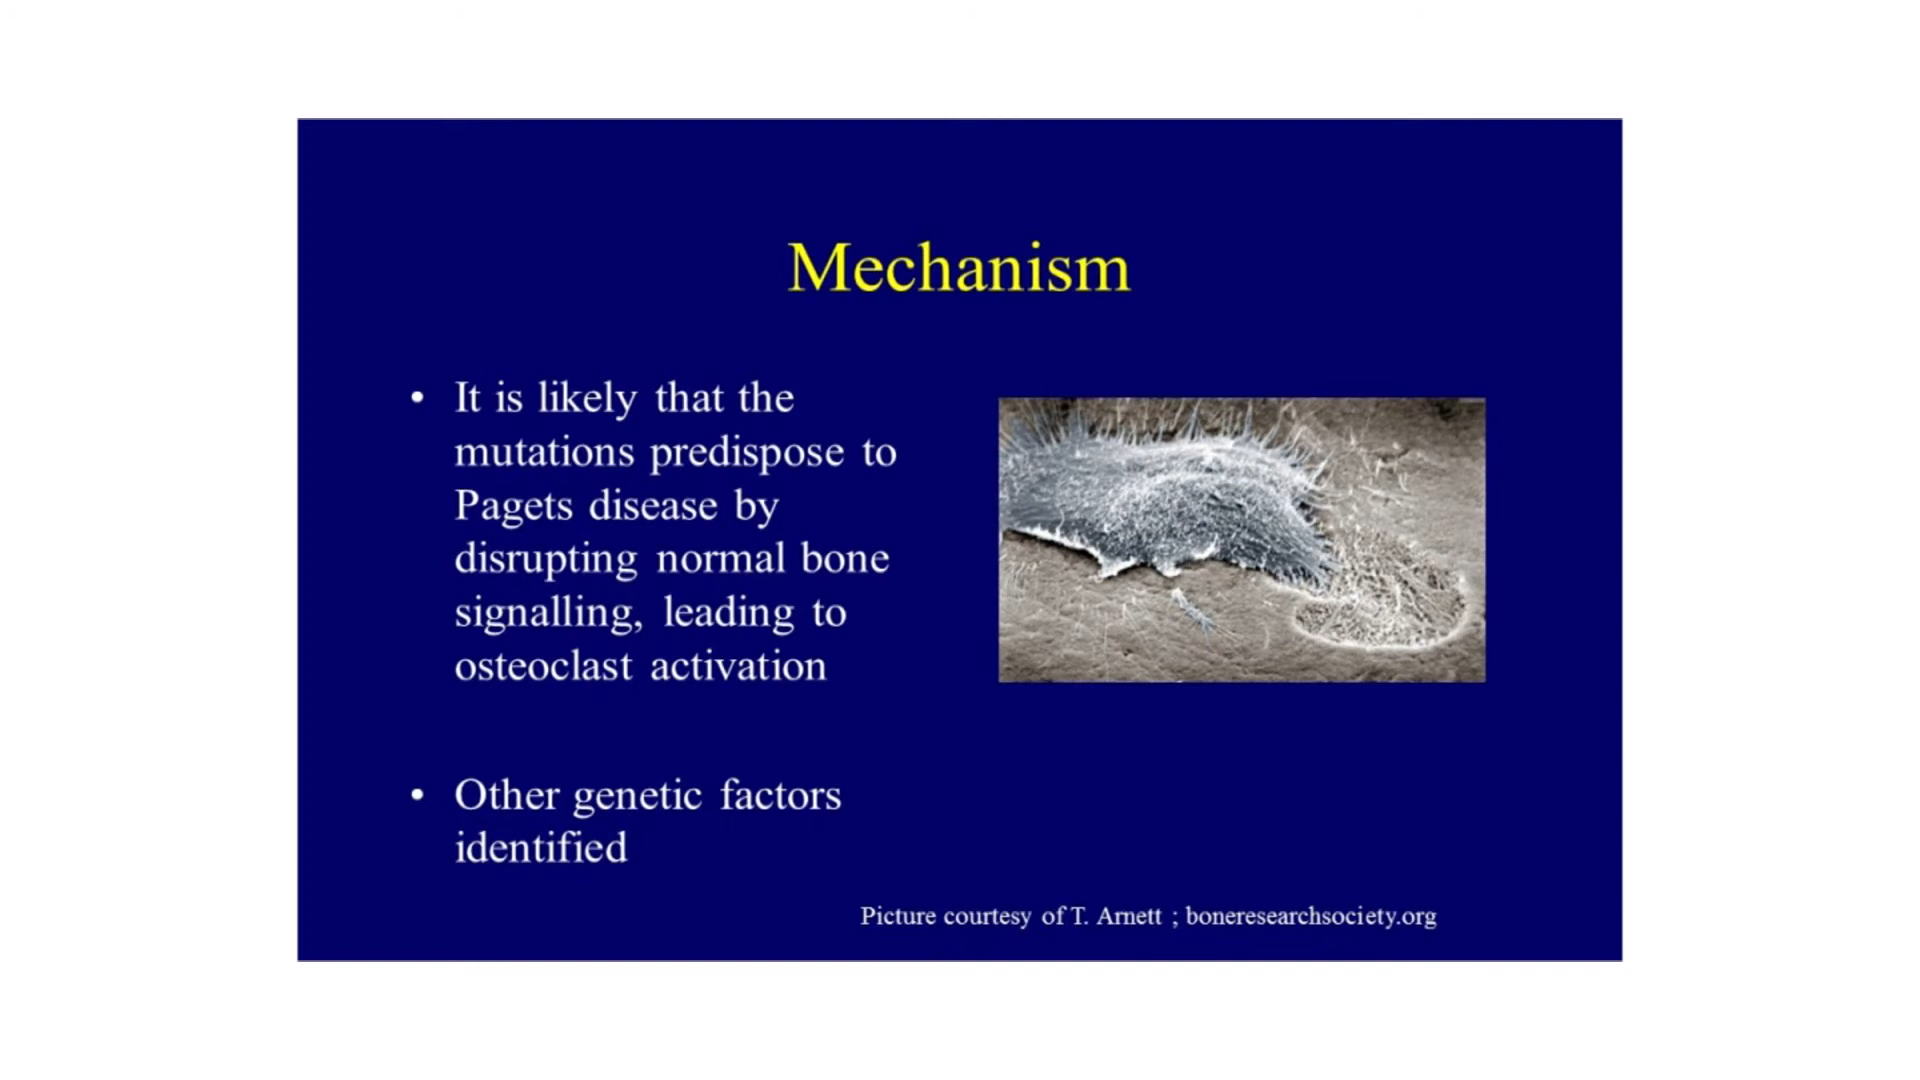 Mechanism
• It is likely that the
mutations predispose to
Pagets disease by
disrupting normal bone
signalling, leading to
osteoclast activation
• Other genetic factors
identified
Picture courtesy of T. Arnett ; boneresearchsociety.org